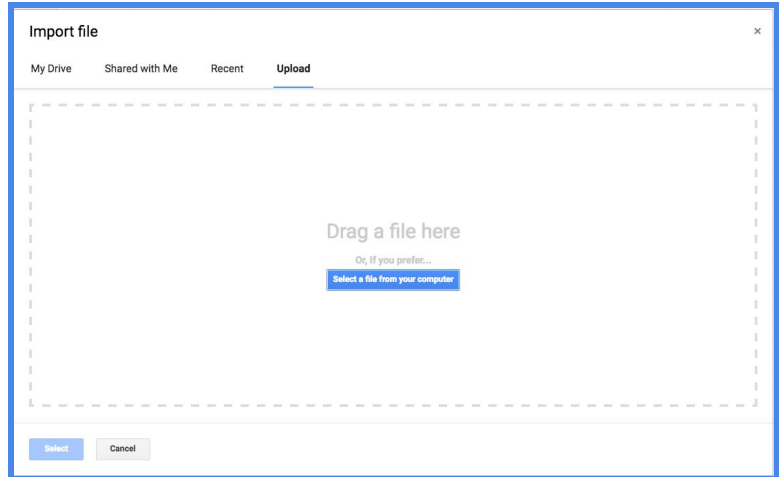 Import file
×
My Drive Shared with Me Recent Upload
Drag a file here
Or, if you prefer...
Select a file from your computer
Select Cancel